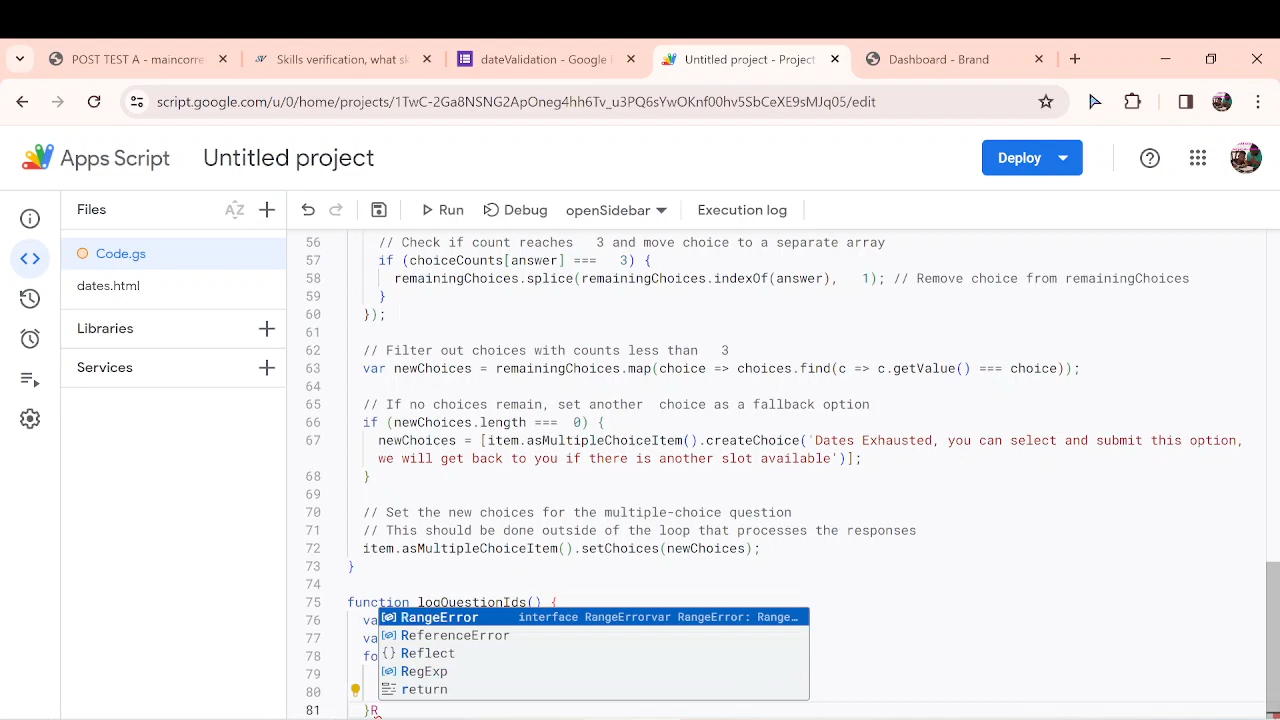 POST TEST A - maincorre
Skills verification, what sk
dateValidation - Google
Untitled project - Project
Dashboard - Brand
script.google.com/u/0/home/projects/1TwC-2Ga8NSNG2ApOneg4hh6Tv_u3PQ6sYwOKnf00hv5SbCeXE9sMJq05/edit
Apps Script
Untitled project
Deploy
Files
AZ
Run
Debug
openSidebar
Execution log
Code.gs
dates.html
Libraries
Services
56 // Check if count reaches 3 and move choice to a separate array
57 if (choiceCounts[answer] === 3) {
58 remainingChoices.splice(remainingChoices.indexOf(answer), 1); // Remove choice from remainingChoices
59 }
60 });
61
62 // Filter out choices with counts less than 3
63 var newChoices = remainingChoices.map(choice => choices.find(c => c.getValue() === choice));
64
65 // If no choices remain, set another choice as a fallback option
66 if (newChoices.length === 0) {
67 newChoices = [item.asMultipleChoiceItem().createChoice('Dates Exhausted, you can select and submit this option,
we will get back to you if there is another slot available')];
68 }
69
70 // Set the new choices for the multiple-choice question
71 // This should be done outside of the loop that processes the responses
72 item.asMultipleChoiceItem().setChoices(newChoices);
73 }
74
75 function logQuestionIds() {
76 va
RangeError interface RangeErrorvar RangeError: Range…
77 va
ReferenceError
78 fo
Reflect
79
RegExp
80
return
81 }R